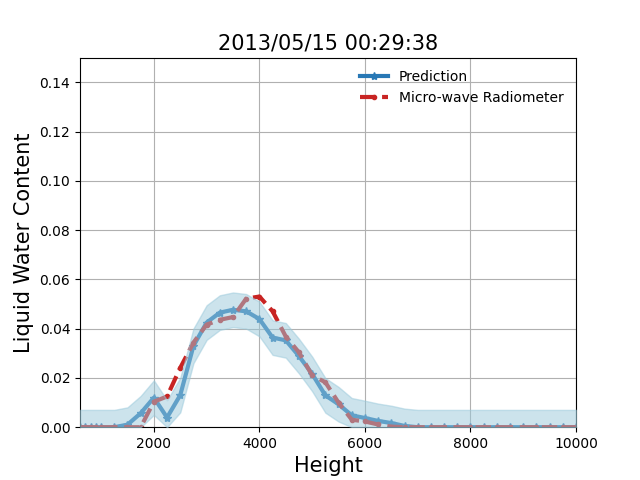 2013/05/15 00:29:38
0.14
0.12
0.10
0.08
0.06
0.04
0.02
0.00
Liquid Water Content
Prediction
Micro-wave Radiometer
2000 4000 6000 8000 10000
Height